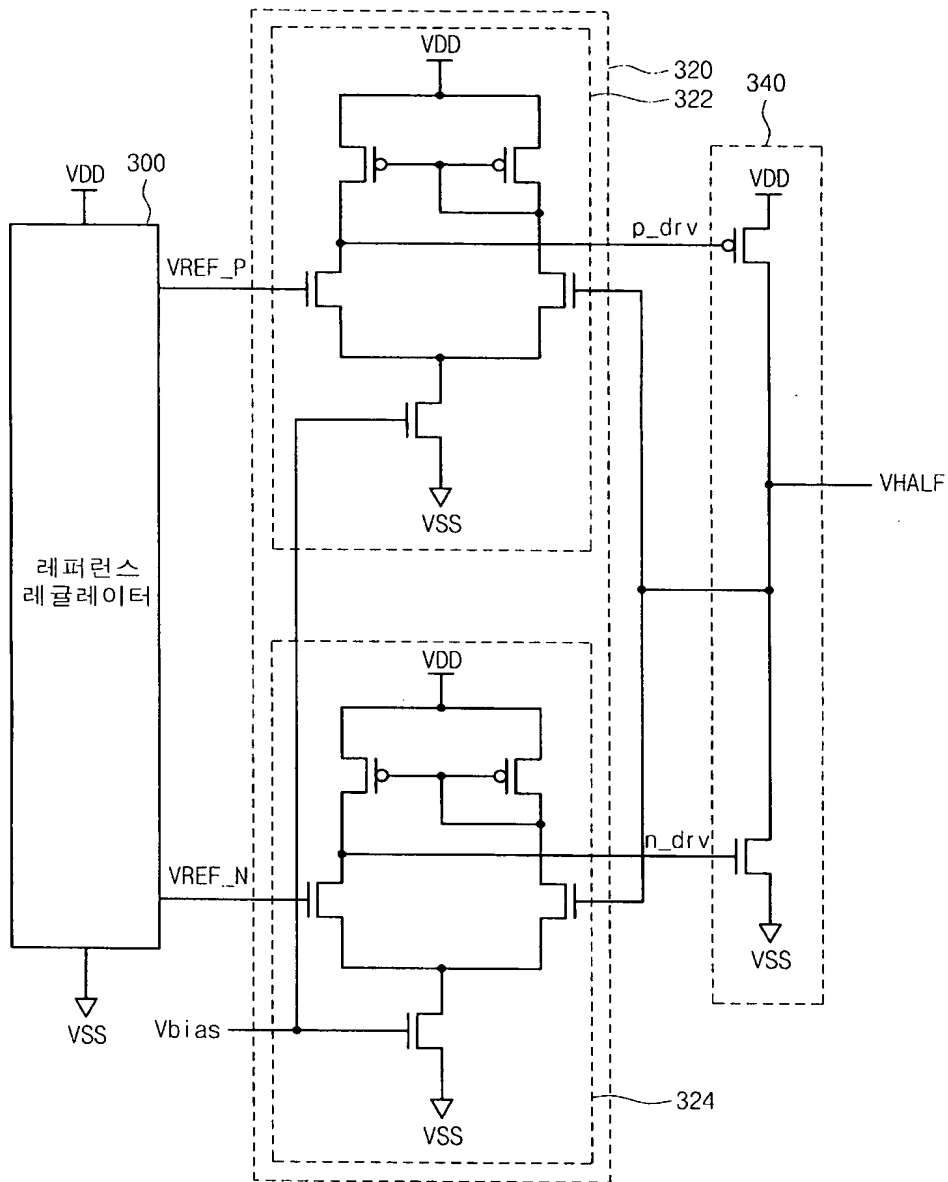 VDD
320
322
340
VDD
300
VDD
p_drv
VREF_P
VSS
VHALF
레퍼런스
레귤레이터
VDD
n_drv
VREF_N
VSS
VSS
Vbias
VSS
324